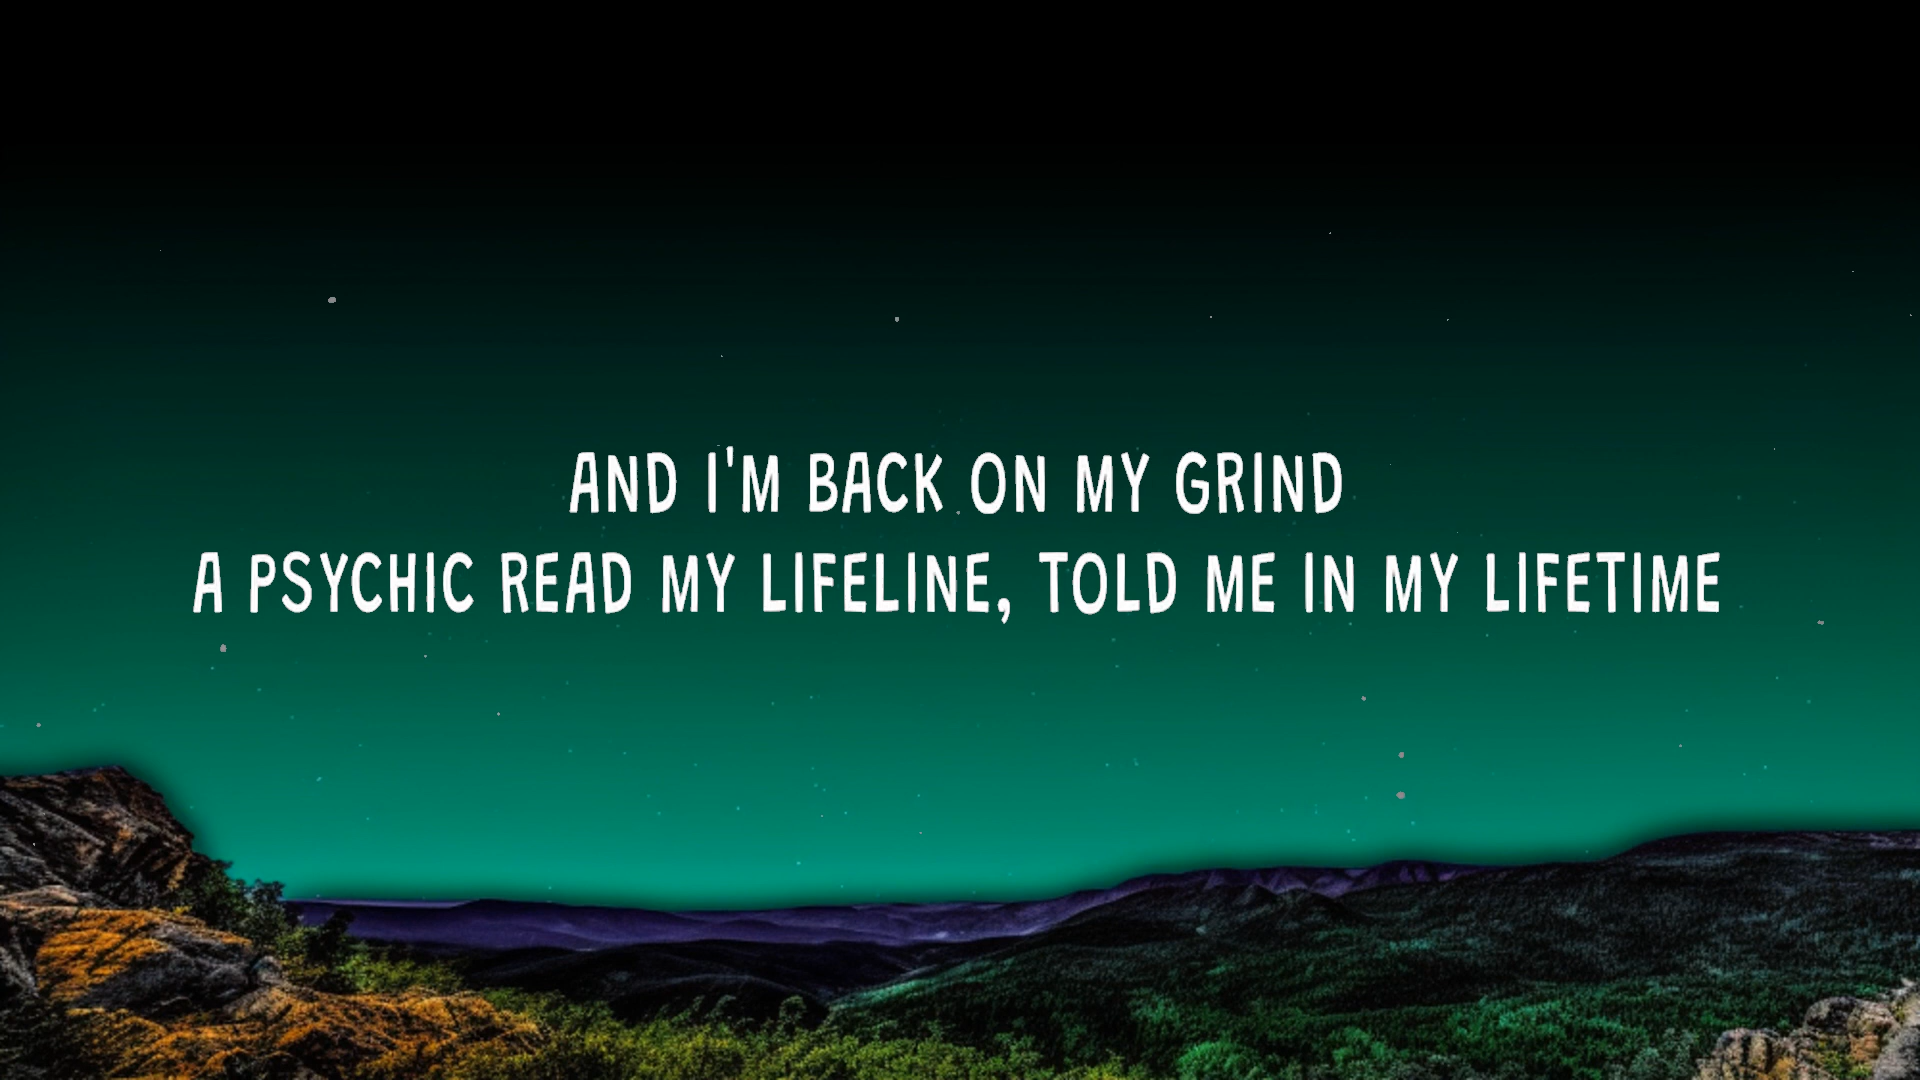 AND I'M BACK ON MY GRIND
A PSYCHIC READ MY LIFELINE, TOLD ME IN MY LIFETIME